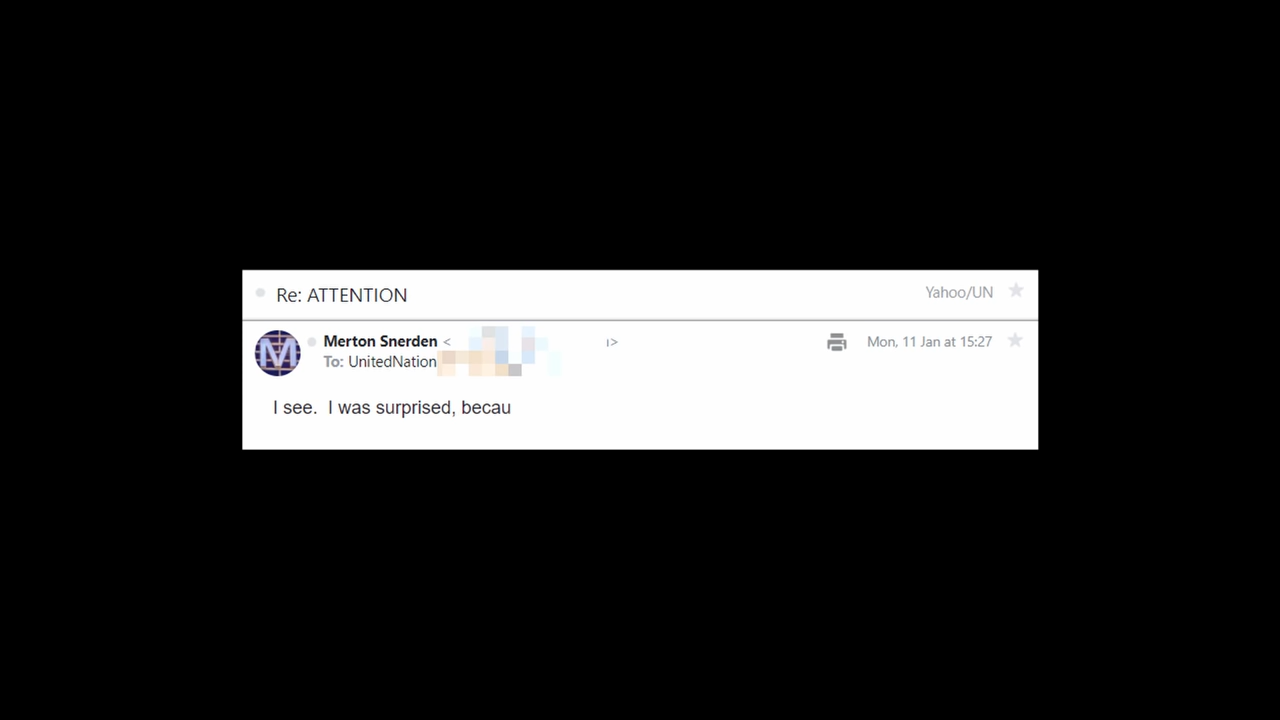 Re: ATTENTION
Yahoo/UN
M
Merton Snerden <
>
Mon, 11 Jan at 15:27
To: UnitedNation
I see. I was surprised, becau